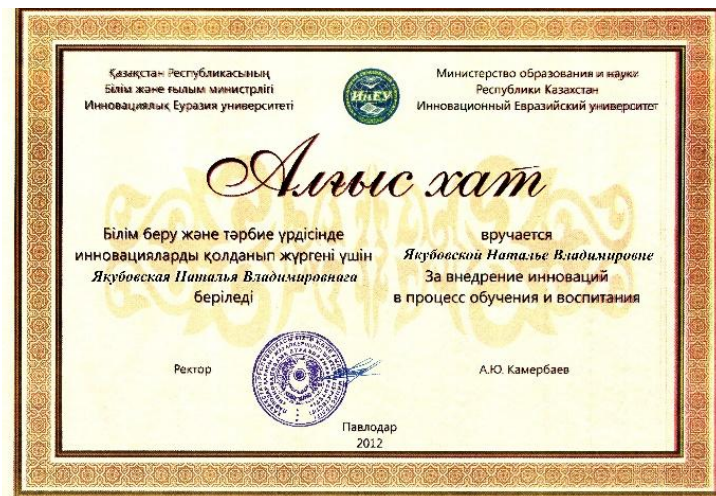 Қазақстан Республикасының
Білім және ғылым министрлігі
Инновациялық Еуразия университеті
ИнЕУ
Министерство образования и науки
Республики Казахстан
Инновационный Евразийский университет
Алғыс хат
Білім беру және тәрбие үрдісінде
инновацияларды қолданып жүргені үшін
Якубовская Наталья Владимировнаға
беріледі
вручается
Якубовской Наталье Владимировне
За внедрение инноваций
в процесс обучения и воспитания
Ректор
А.Ю. Камербаев
Павлодар
2012